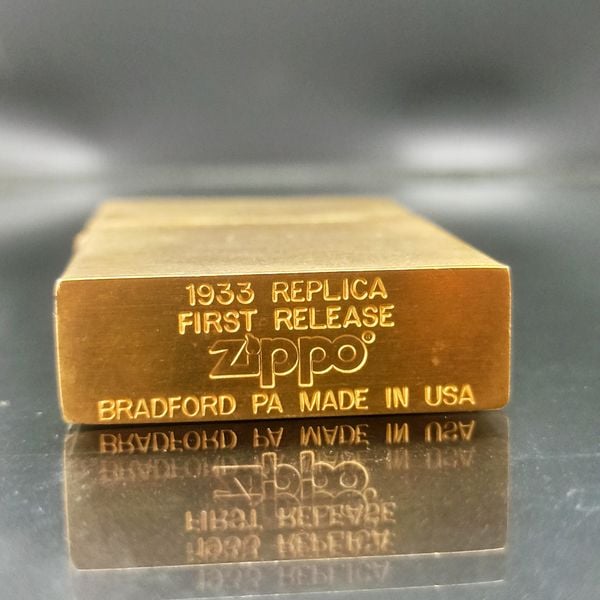 1933 REPLICA
FIRST RELEASE
Zippo®
BRADFORD PA MADE IN USA